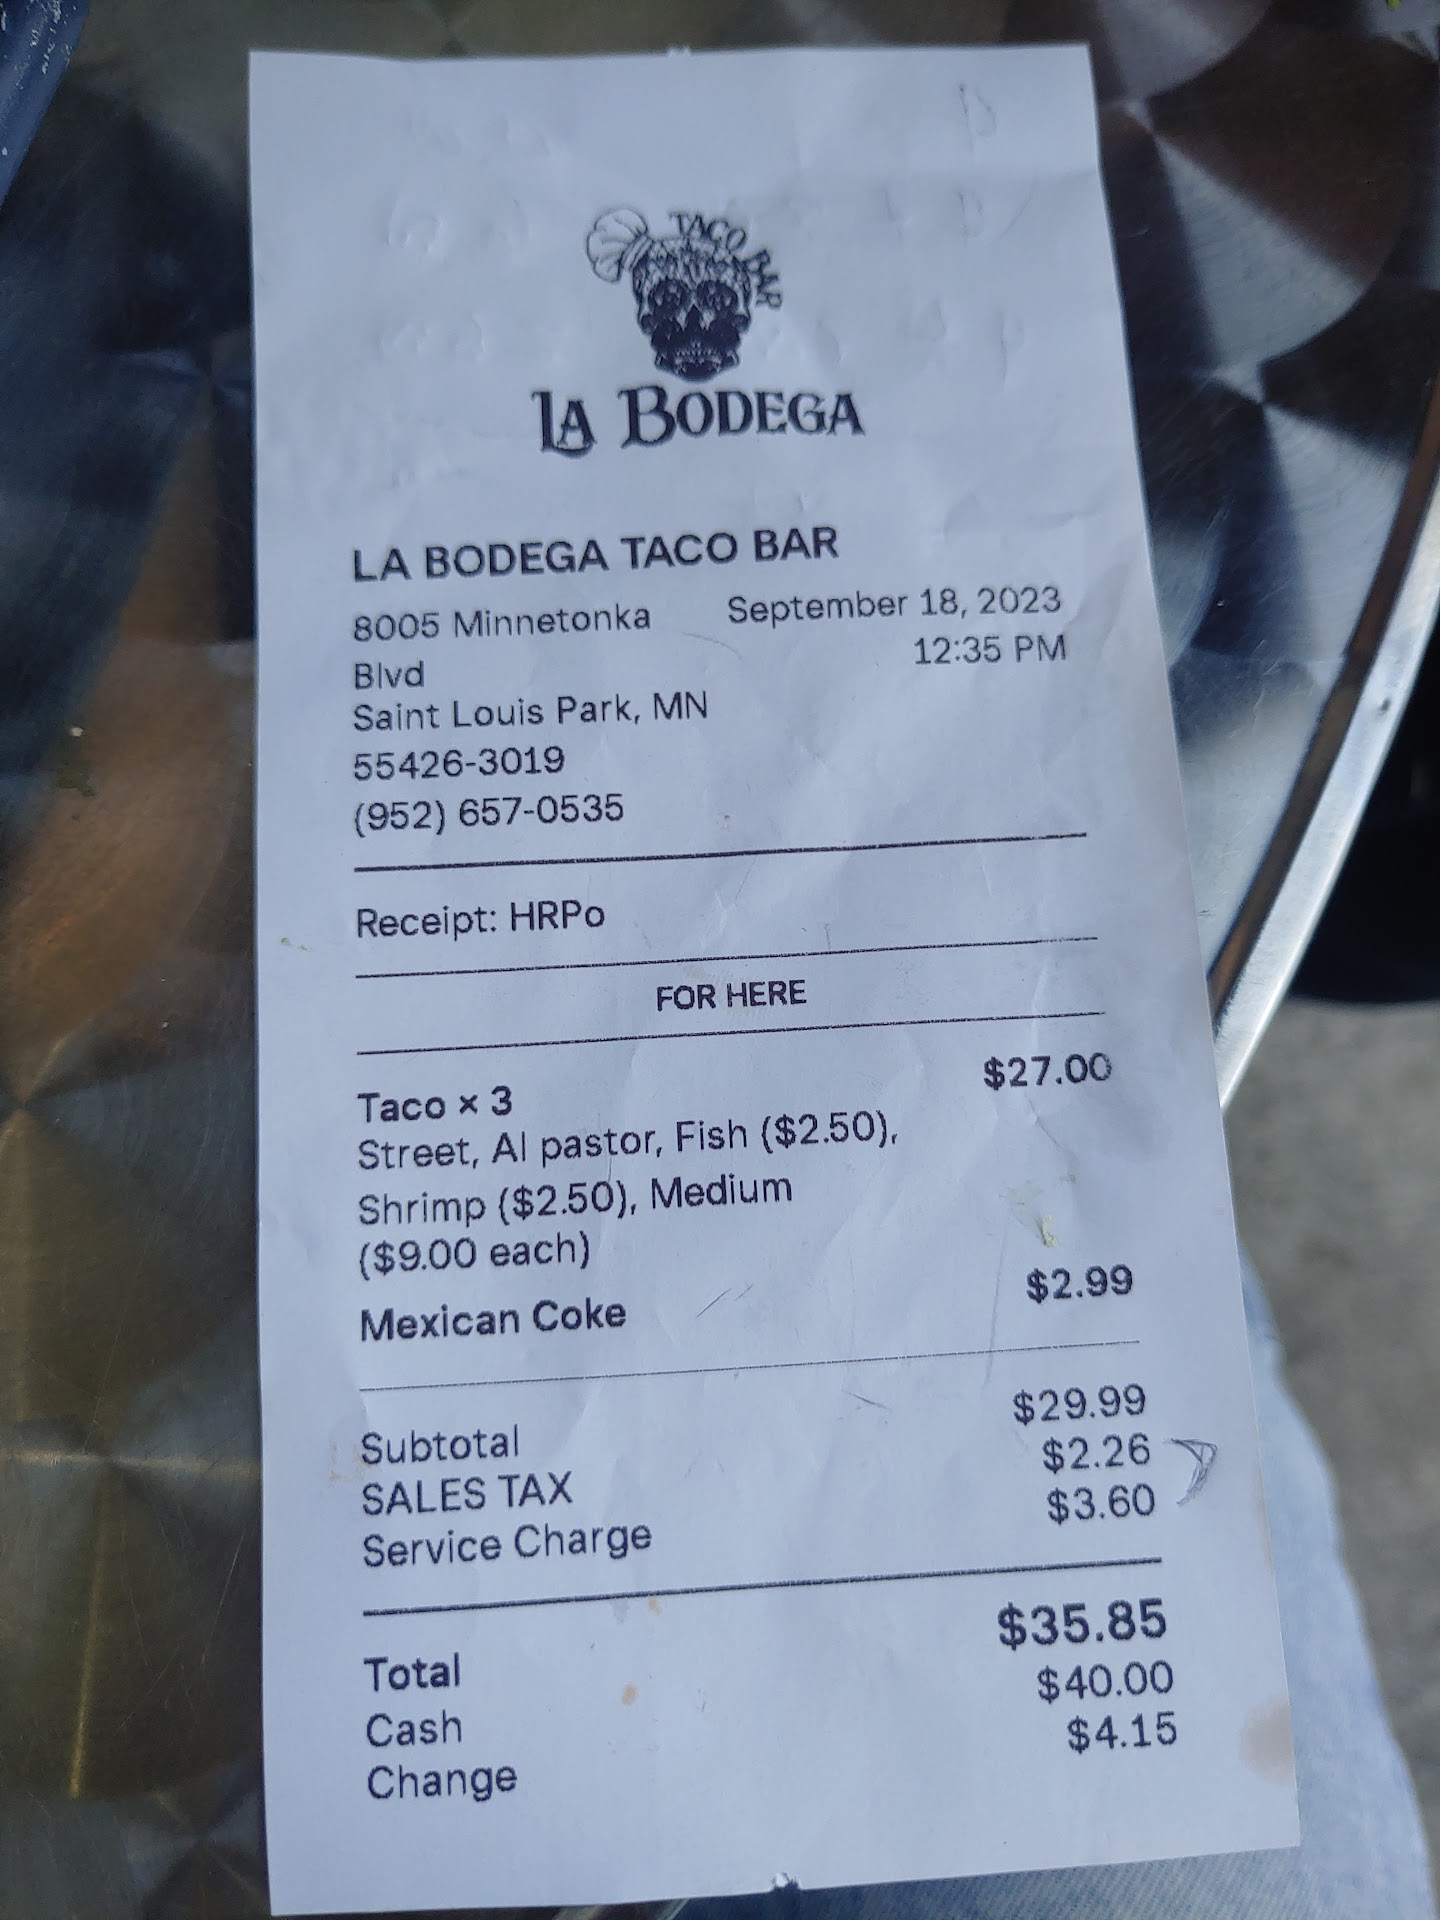 TACO BAR
LA BODEGA
LA BODEGA TACO BAR
8005 Minnetonka September 18, 2023
Blvd 12:35 PM
Saint Louis Park, MN
55426-3019
(952) 657-0535
Receipt: HRPo
FOR HERE
Taco × 3 $27.00
Street, Al pastor, Fish ($2.50),
Shrimp ($2.50), Medium
($9.00 each)
Mexican Coke $2.99
Subtotal $29.99
SALES TAX $2.26
Service Charge $3.60
Total $35.85
Cash $40.00
Change $4.15